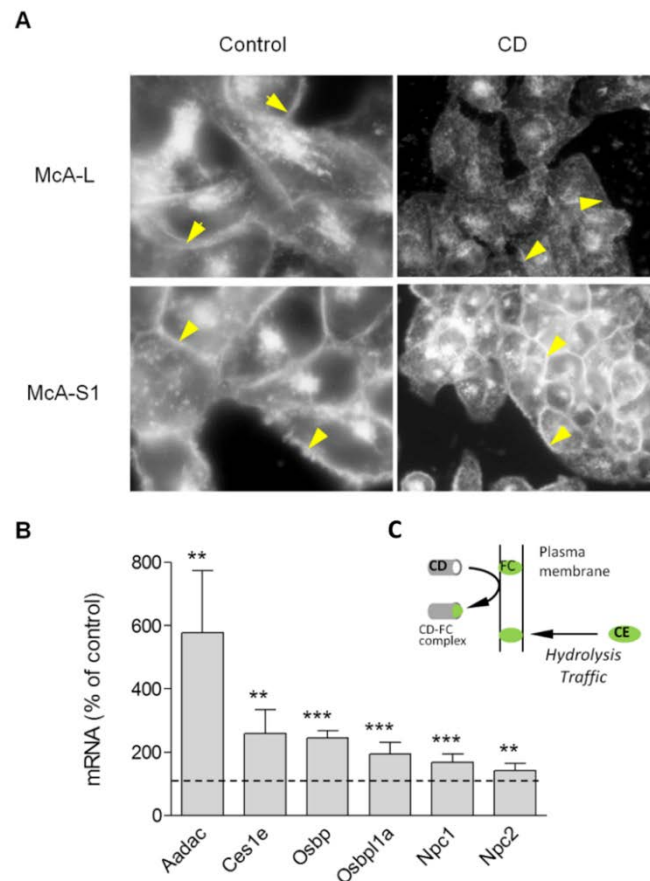 A
Control
CD
McA-L
McA-S1
B
mRNA (% of control)
800
600
400
200
0
**
**
***
***
***
**
Aadac
Ces1e
Osbp
Osbpl1a
Npc1
Npc2
C
CD
FC
Plasma
membrane
CD-FC
complex
CE
Hydrolysis
Traffic